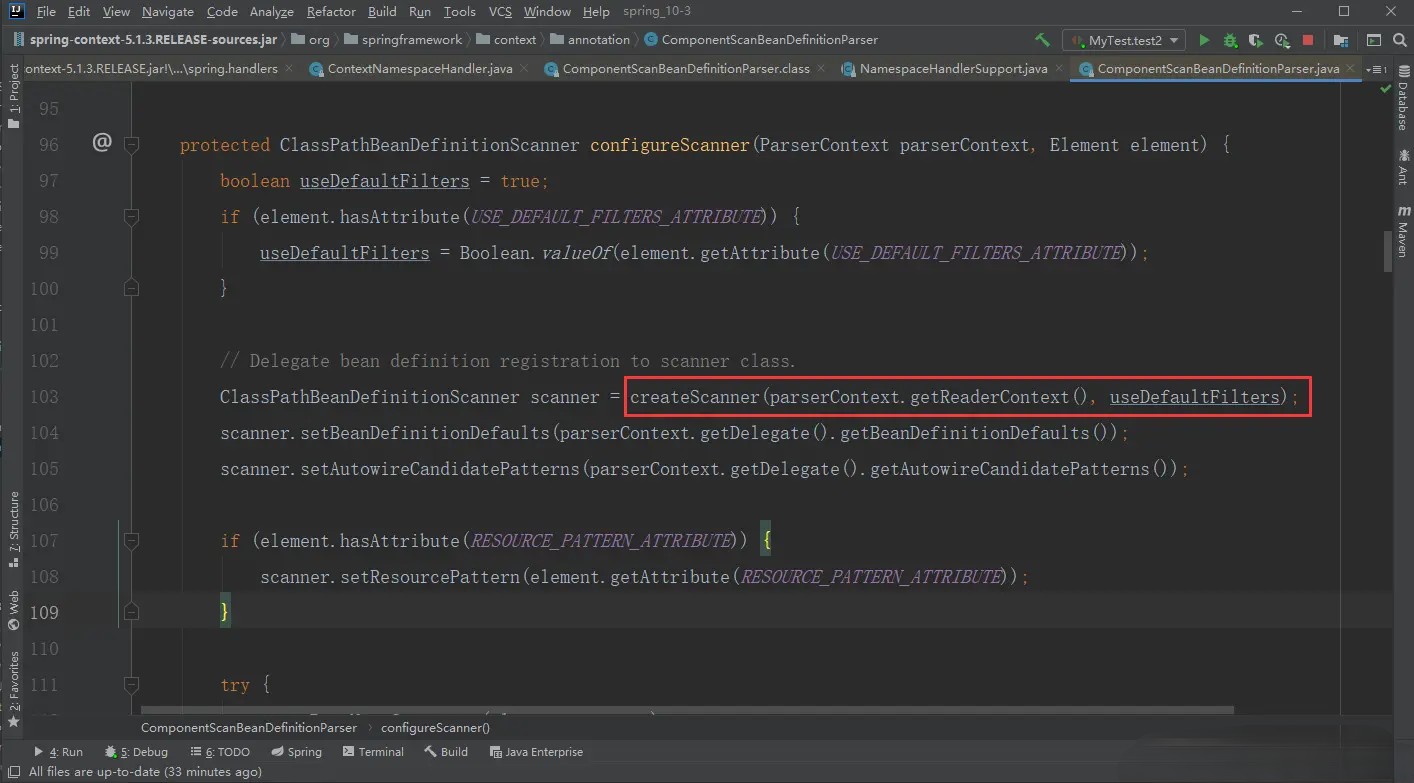 File Edit View Navigate Code Analyze Refactor Build Run Tools VCS Window Help spring_10-3
spring-context-5.1.3.RELEASE-sources.jar org springframework context annotation ComponentScanBeanDefinitionParser MyTest.test2
ontext-5.1.3.RELEASE.jar!\...\spring.handlers ContextNamespaceHandler.java ComponentScanBeanDefinitionParser.class NamespaceHandlerSupport.java ComponentScanBeanDefinitionParser.java
1: Project
Database
Ant
Maven
95
96 @ protected ClassPathBeanDefinitionScanner configureScanner(ParserContext parserContext, Element element) {
97 boolean useDefaultFilters = true;
98 if (element.hasAttribute(USE_DEFAULT_FILTERS_ATTRIBUTE)) {
99 useDefaultFilters = Boolean.valueOf(element.getAttribute(USE_DEFAULT_FILTERS_ATTRIBUTE));
100 }
101
102 // Delegate bean definition registration to scanner class.
103 ClassPathBeanDefinitionScanner scanner = createScanner(parserContext.getReaderContext(), useDefaultFilters);
104 scanner.setBeanDefinitionDefaults(parserContext.getDelegate().getBeanDefinitionDefaults());
105 scanner.setAutowireCandidatePatterns(parserContext.getDelegate().getAutowireCandidatePatterns());
106
107 if (element.hasAttribute(RESOURCE_PATTERN_ATTRIBUTE)) {
108 scanner.setResourcePattern(element.getAttribute(RESOURCE_PATTERN_ATTRIBUTE));
109 }
110
111 try {
7: Structure
Web
2: Favorites
ComponentScanBeanDefinitionParser configureScanner()
4: Run 5: Debug 6: TODO Spring Terminal Build Java Enterprise
All files are up-to-date (33 minutes ago)